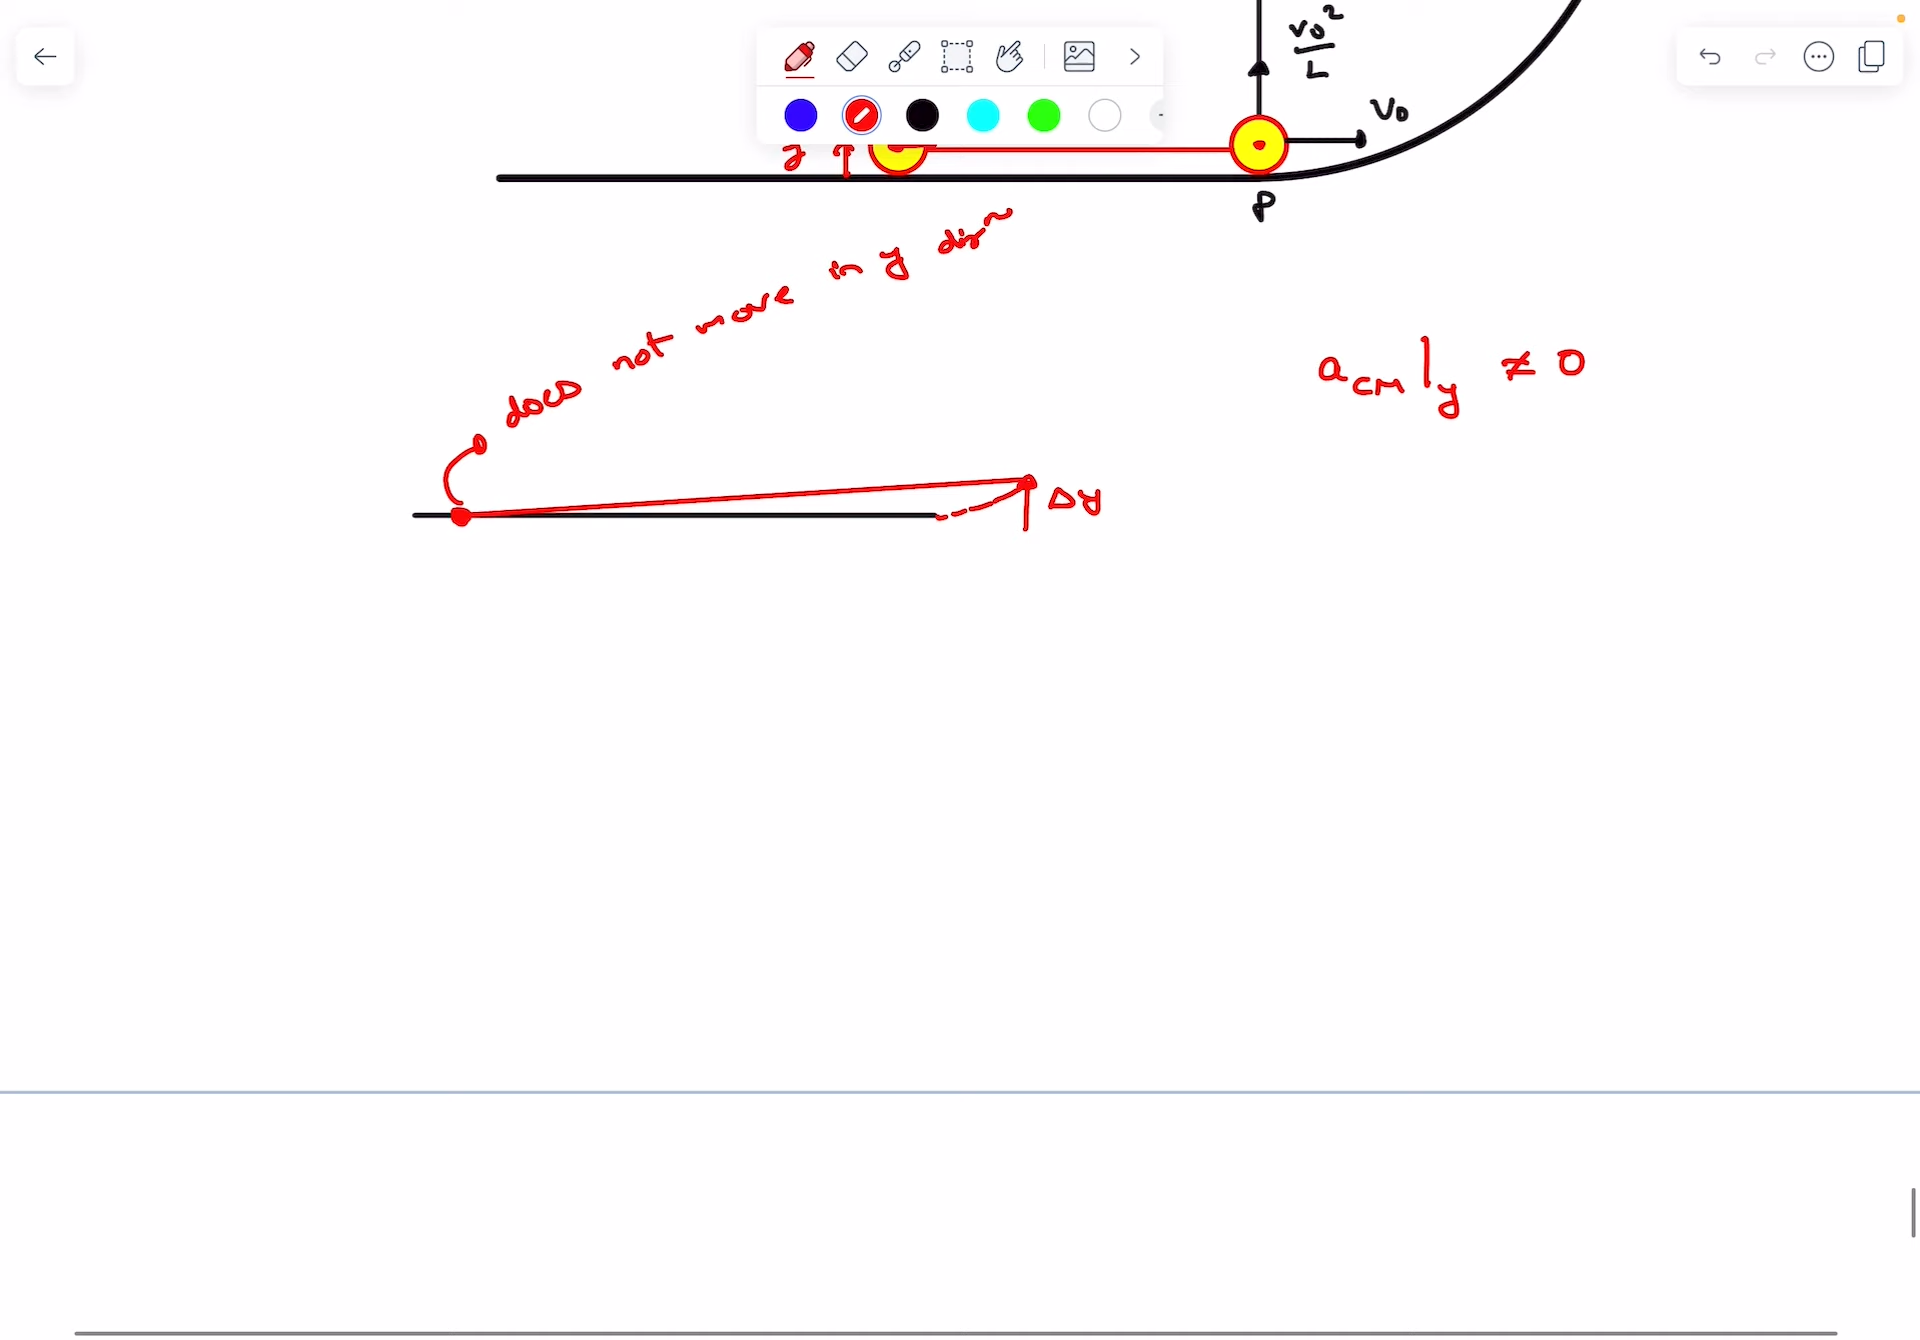 v₀²
L
v₀
y
P
does not move in y dirⁿ
aCM|y ≠ 0
Δy